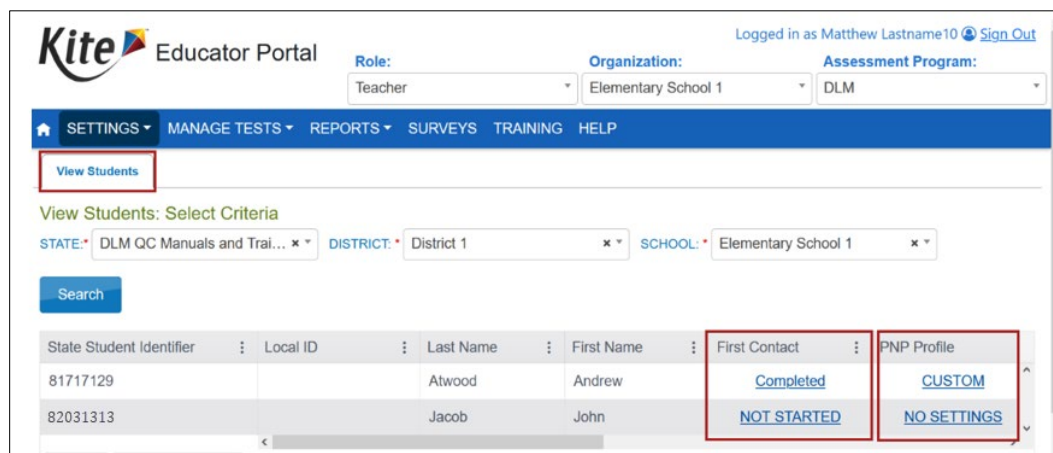 Logged in as Matthew Lastname10 Sign Out
Kite Educator Portal
Role: Organization: Assessment Program:
Teacher Elementary School 1 DLM
SETTINGS MANAGE TESTS REPORTS SURVEYS TRAINING HELP
View Students
View Students: Select Criteria
STATE:* DLM QC Manuals and Trai... × DISTRICT: * District 1 × SCHOOL: * Elementary School 1 ×
Search
State Student Identifier Local ID Last Name First Name First Contact PNP Profile
81717129 Atwood Andrew Completed CUSTOM
82031313 Jacob John NOT STARTED NO SETTINGS